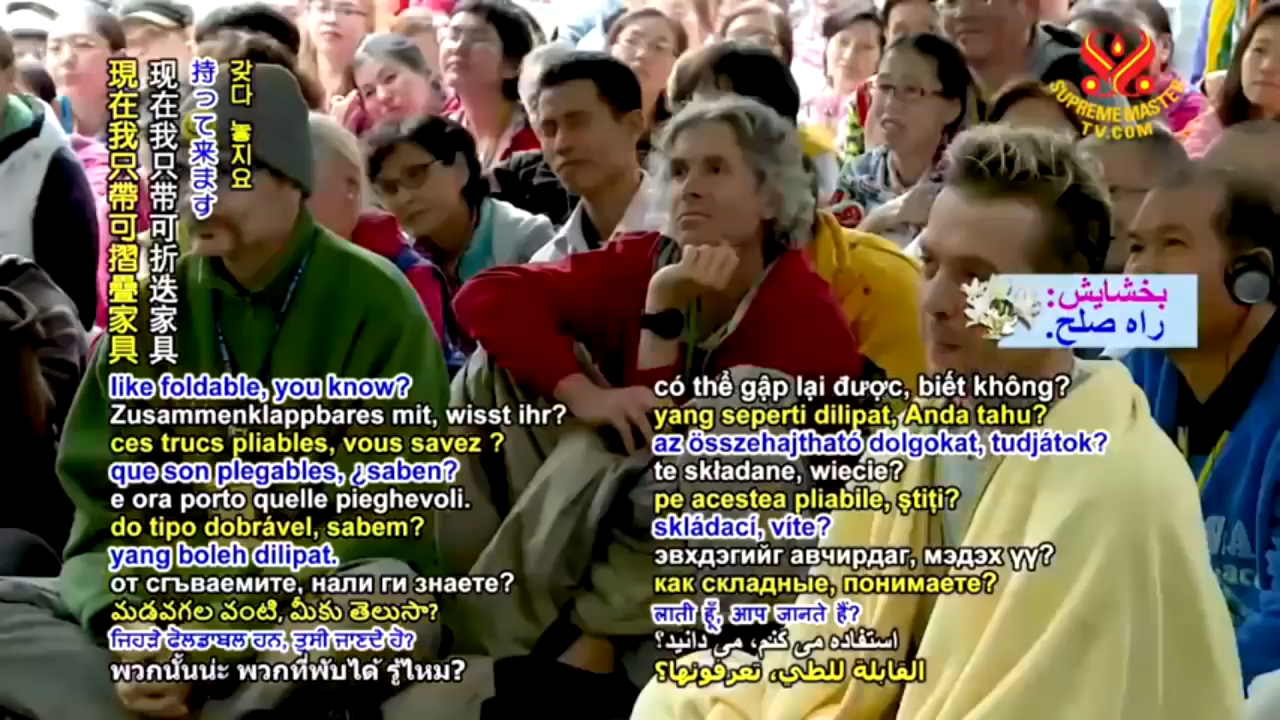 現在我只帶可摺疊家具
现在我只带可折迭家具
持って来ます
갖다 놓지요
SUPREME MASTER
TV.COM
بخشایش:
راه صلح.
like foldable, you know?
Zusammenklappbares mit, wisst ihr?
ces trucs pliables, vous savez ?
que son plegables, ¿saben?
e ora porto quelle pieghevoli.
do tipo dobrável, sabem?
yang boleh dilipat.
от сгъваемите, нали ги знаете?
మడవగల వంటి, మీకు తెలుసా?
ਜਿਹੜੇ ਫੋਲਡਾਬਲ ਹਨ, ਤੁਸੀ ਜਾਣਦੇ ਹੋ?
พวกนั้นน่ะ พวกที่พับได้ รู้ไหม?
có thể gập lại được, biết không?
yang seperti dilipat, Anda tahu?
az összehajtható dolgokat, tudjátok?
te składane, wiecie?
pe acestea pliabile, ştiţi?
skládací, víte?
эвхдэгийг авчирдаг, мэдэх үү?
как складные, понимаете?
लाती हूँ, आप जानते हैं?
استفاده می کنم، می دانید؟
القابلة للطي، تعرفونها؟